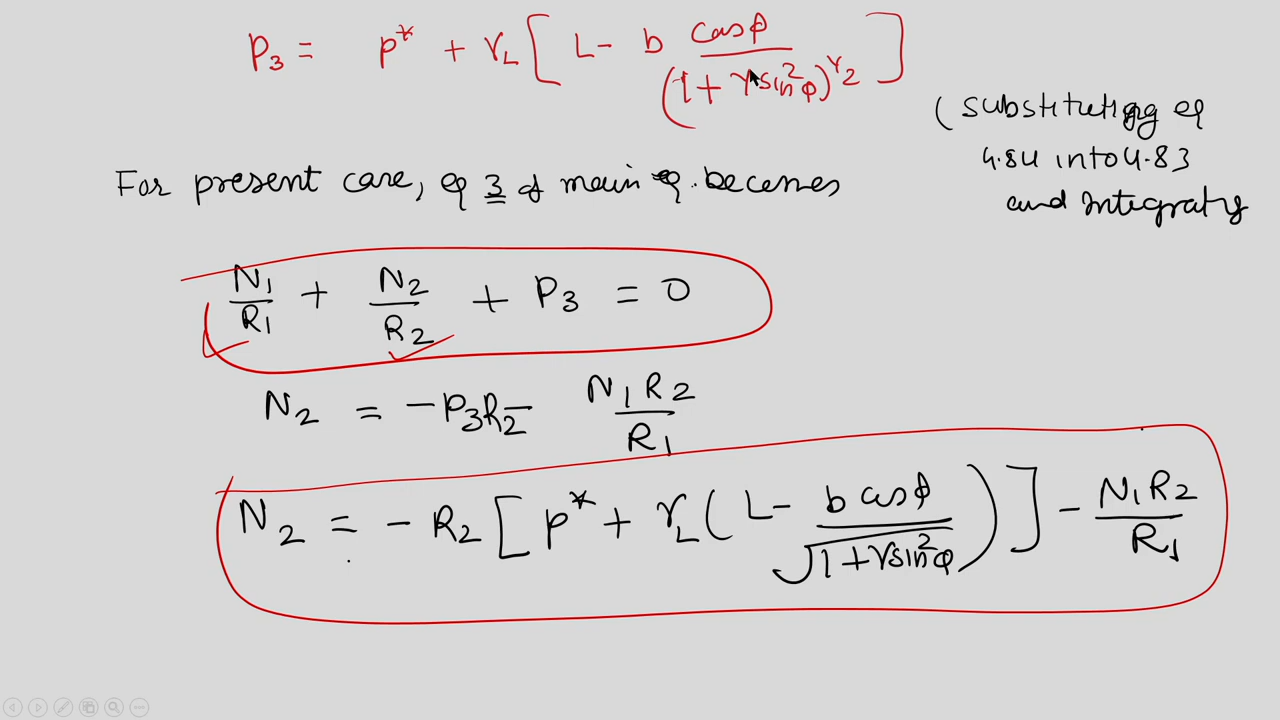 P3 = p* + γL [ L - b cosφ / (1 + γsin²φ)^½ ]
( substituting eq
4.84 into 4.83
and Integrating
For present case, eq 3 of main eq. becomes
N1/R1 + N2/R2 + P3 = 0
N2 = -P3R2 - N1R2/R1
N2 = - R2 [ p* + γL ( L - b cosφ / √(1 + γsin²φ) ) ] - N1R2/R1